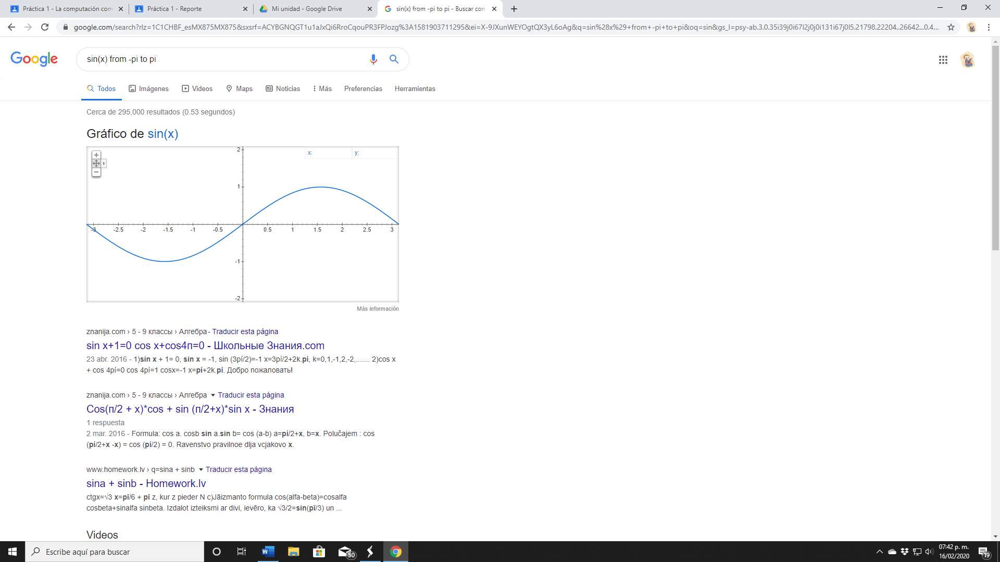 Práctica 1 - La computación com
Práctica 1 - Reporte
Mi unidad - Google Drive
sin(x) from -pi to pi - Buscar con
google.com/search?rlz=1C1CHBF_esMX875MX875&sxsrf=ACYBGNQGT1u1aJxQi6RroCqouPR3FPJozg%3A1581903711295&ei=X-9JXunWEYOgtQX3yL6oAg&q=sin%28x%29+from+-pi+to+pi&oq=sin&gs_l=psy-ab.3.0.35i39j0i67l2j0j0i131i67j0l5.21798.22204..26642...0.4...
Google
sin(x) from -pi to pi
Todos Imágenes Videos Maps Noticias Más Preferencias Herramientas
Cerca de 295,000 resultados (0.53 segundos)
Gráfico de sin(x)
x: y:
2
1
-3 -2.5 -2 -1.5 -1 -0.5 0.5 1 1.5 2 2.5 3
-1
-2
Más información
znanija.com › 5 - 9 классы › Алгебра - Traducir esta página
sin x+1=0 cos x+cos4п=0 - Школьные Знания.com
23 abr. 2016 - 1)sin x + 1= 0, sin x = -1, sin (3pí/2)=-1 x=3pí/2+2k.pí, k=0,1,-1,2,-2,....... 2)cos x
+ cos 4pí=0 cos 4pí=1 cosx=-1 x=pí+2k.pí. Добро пожаловать!
znanija.com › 5 - 9 классы › Алгебра Traducir esta página
Cos(п/2 + x)*cos + sin (п/2+x)*sin x - Знания
1 respuesta
2 mar. 2016 - Formula: cos a. cosb sin a.sin b= cos (a-b) a=pí/2+x, b=x. Polučajem : cos
(pí/2+x -x) = cos (pí/2) = 0. Ravenstvo pravilnoe dlja vcjakovo x.
www.homework.lv › q=sina + sinb Traducir esta página
sina + sinb - Homework.lv
ctgx=√3 x=pī/6 + pī z, kur z pieder N c)Jāizmanto formula cos(alfa-beta)=cosalfa
cosbeta+sinalfa sinbeta. Izdalot izteiksmi ar divi, ievēro, ka √3/2=sin(pī/3) un ...
Videos
Escribe aquí para buscar
50
07:42 p. m.
16/02/2020
19